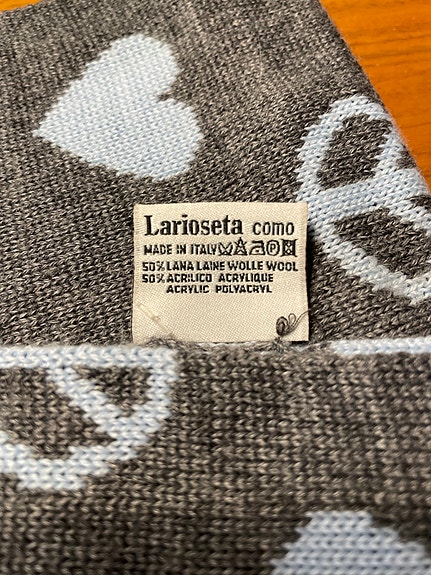 Larioseta como
MADE IN ITALY
50% LANA LAINE WOLLE WOOL
50% ACRILICO ACRYLIQUE
ACRYLIC POLYACRYL